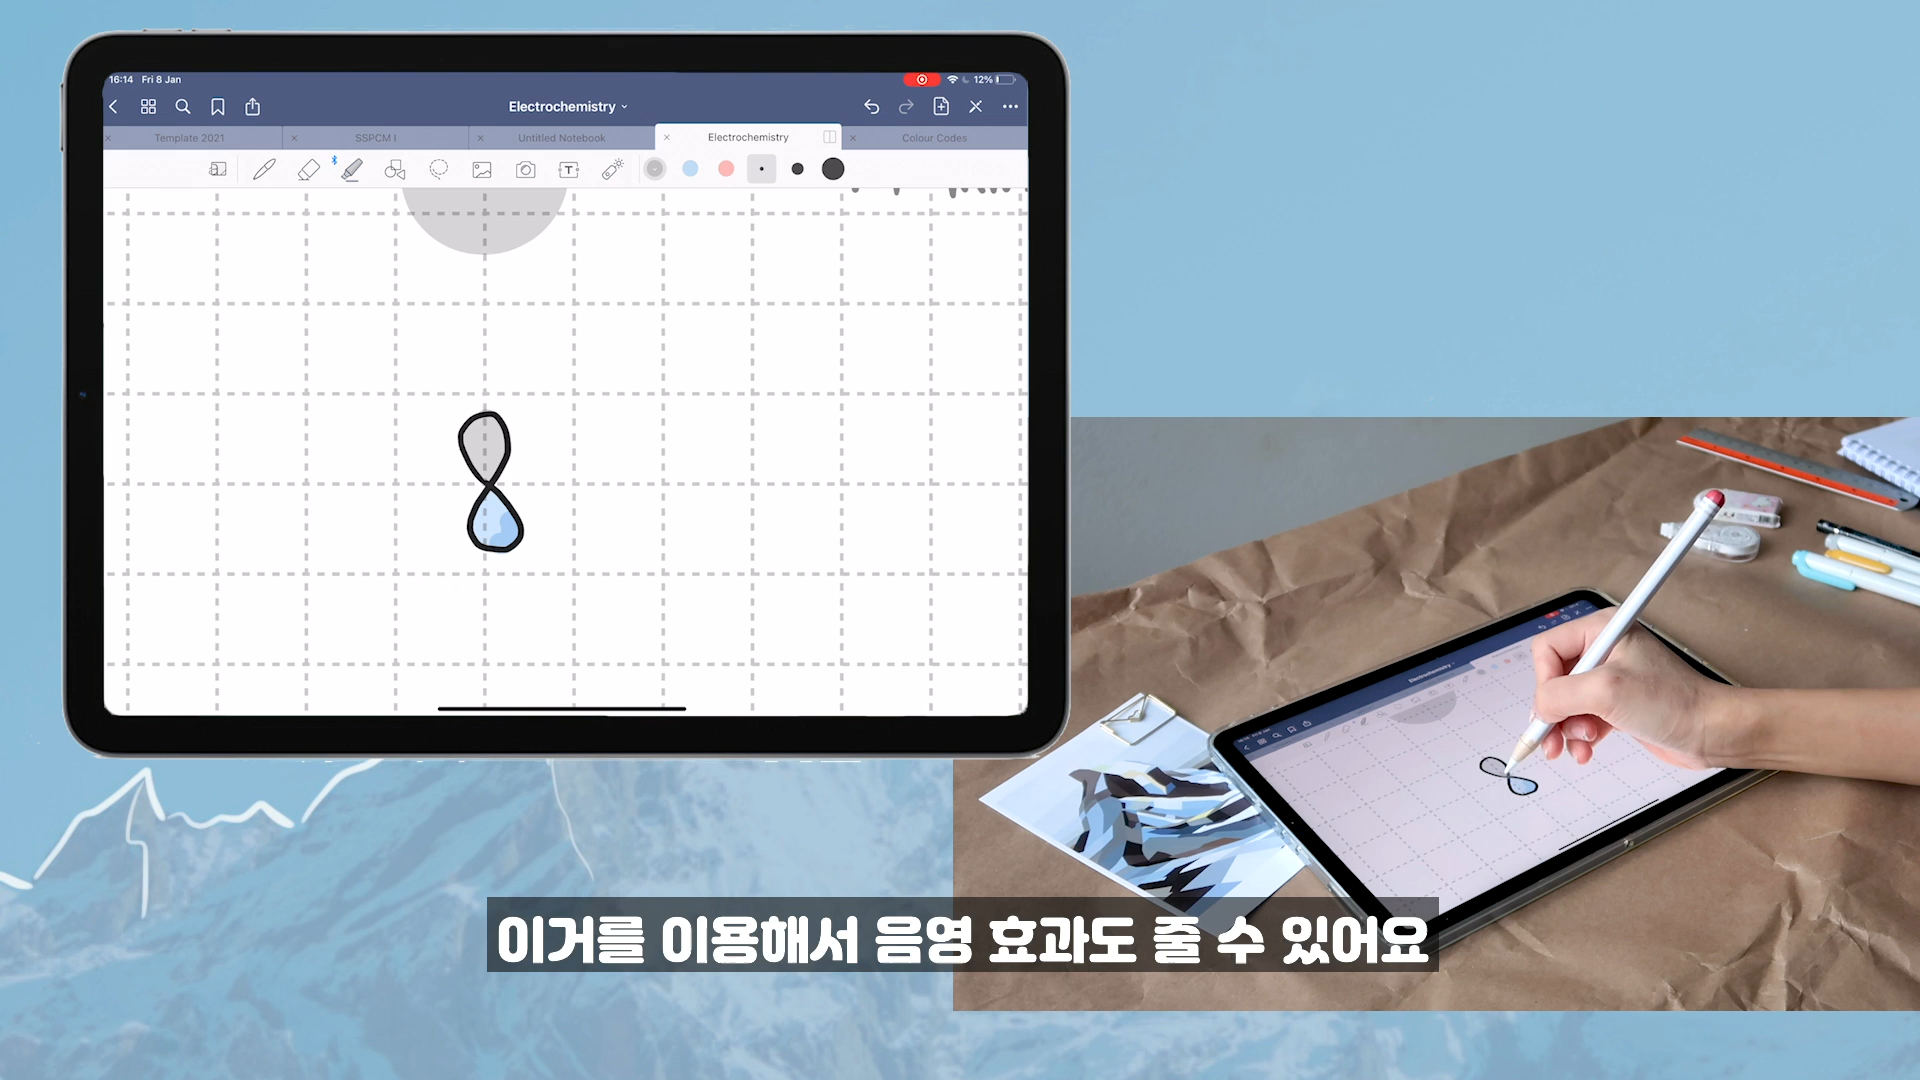 16:14 Fri 8 Jan
12%
Electrochemistry
Template 2021
SSPCM I
Untitled Notebook
Electrochemistry
Colour Codes
T
이거를 이용해서 음영 효과도 줄 수 있어요